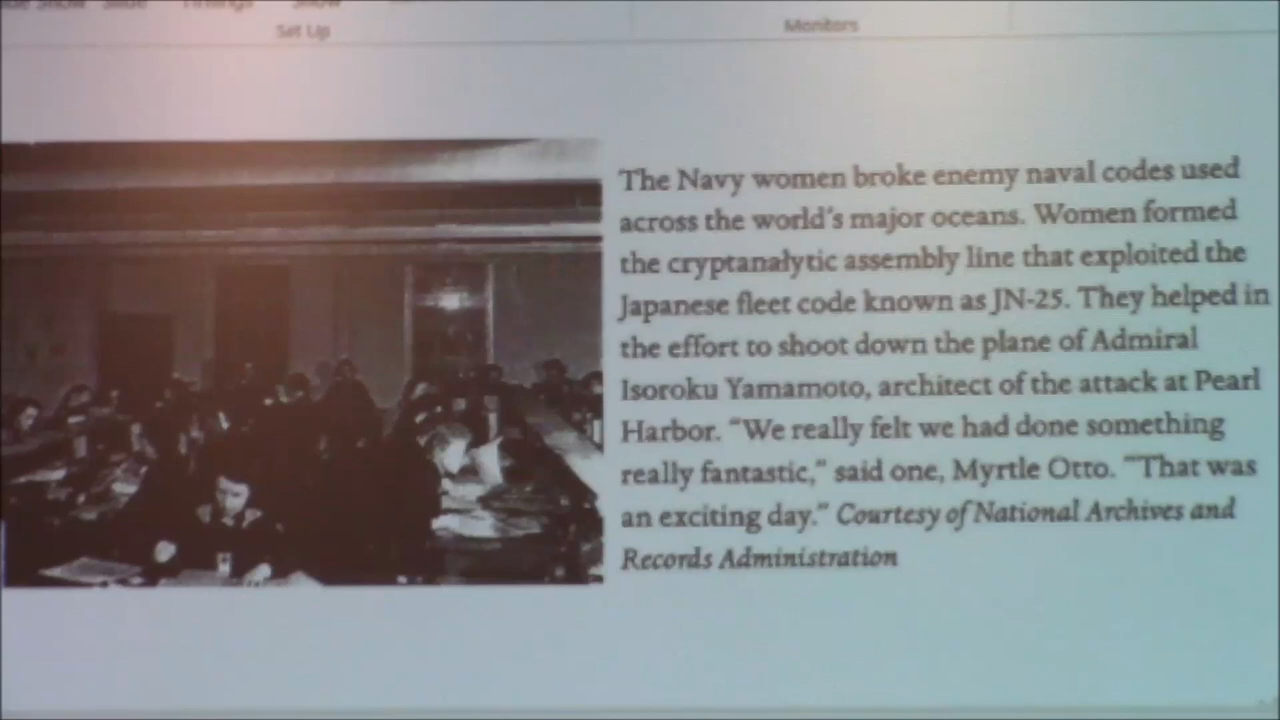 Slide
Set Up
Monitors
The Navy women broke enemy naval codes used
across the world's major oceans. Women formed
the cryptanalytic assembly line that exploited the
Japanese fleet code known as JN-25. They helped in
the effort to shoot down the plane of Admiral
Isoroku Yamamoto, architect of the attack at Pearl
Harbor. “We really felt we had done something
really fantastic,” said one, Myrtle Otto. “That was
an exciting day.” Courtesy of National Archives and
Records Administration